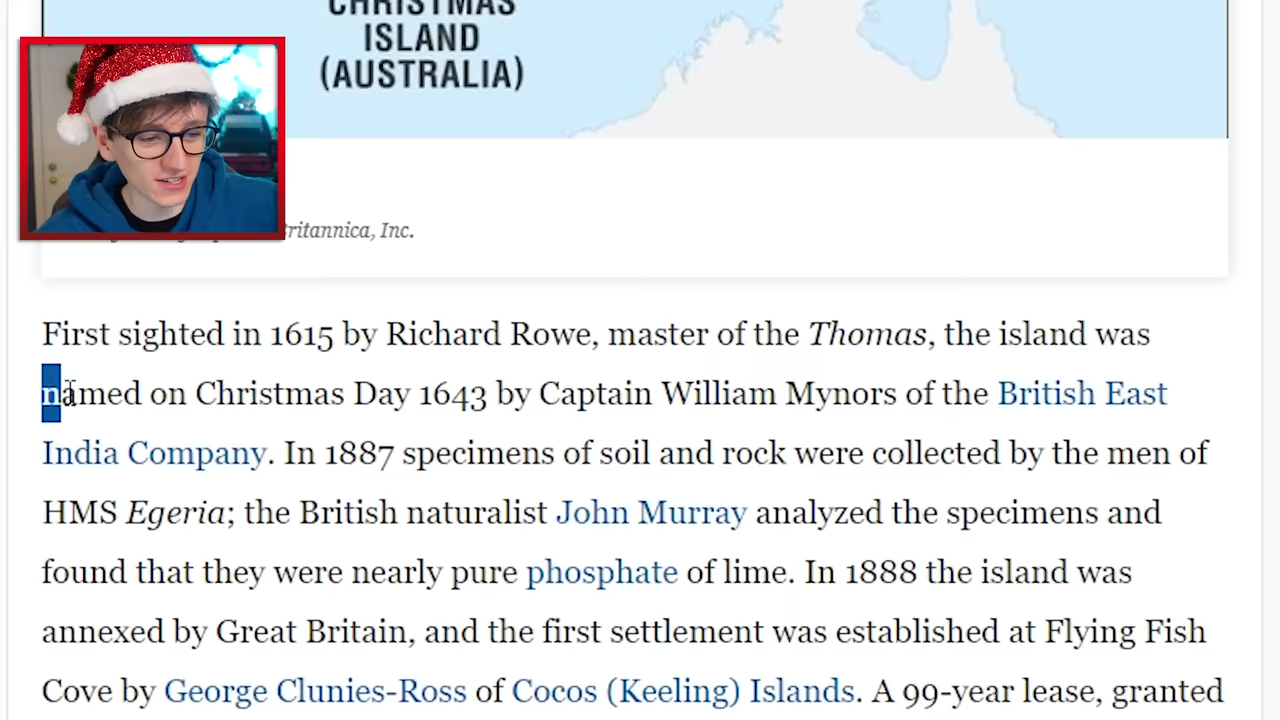 CHRISTMAS
ISLAND
(AUSTRALIA)
Britannica, Inc.
First sighted in 1615 by Richard Rowe, master of the Thomas, the island was
named on Christmas Day 1643 by Captain William Mynors of the British East
India Company. In 1887 specimens of soil and rock were collected by the men of
HMS Egeria; the British naturalist John Murray analyzed the specimens and
found that they were nearly pure phosphate of lime. In 1888 the island was
annexed by Great Britain, and the first settlement was established at Flying Fish
Cove by George Clunies-Ross of Cocos (Keeling) Islands. A 99-year lease, granted